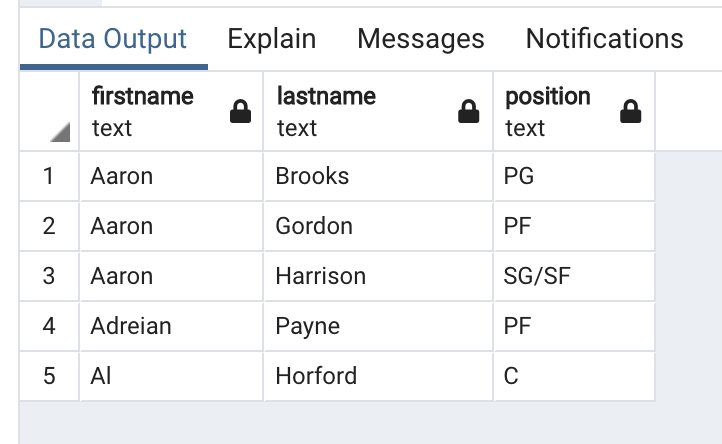 Data Output Explain Messages Notifications
firstname lastname position
text text text
1 Aaron Brooks PG
2 Aaron Gordon PF
3 Aaron Harrison SG/SF
4 Adreian Payne PF
5 Al Horford C